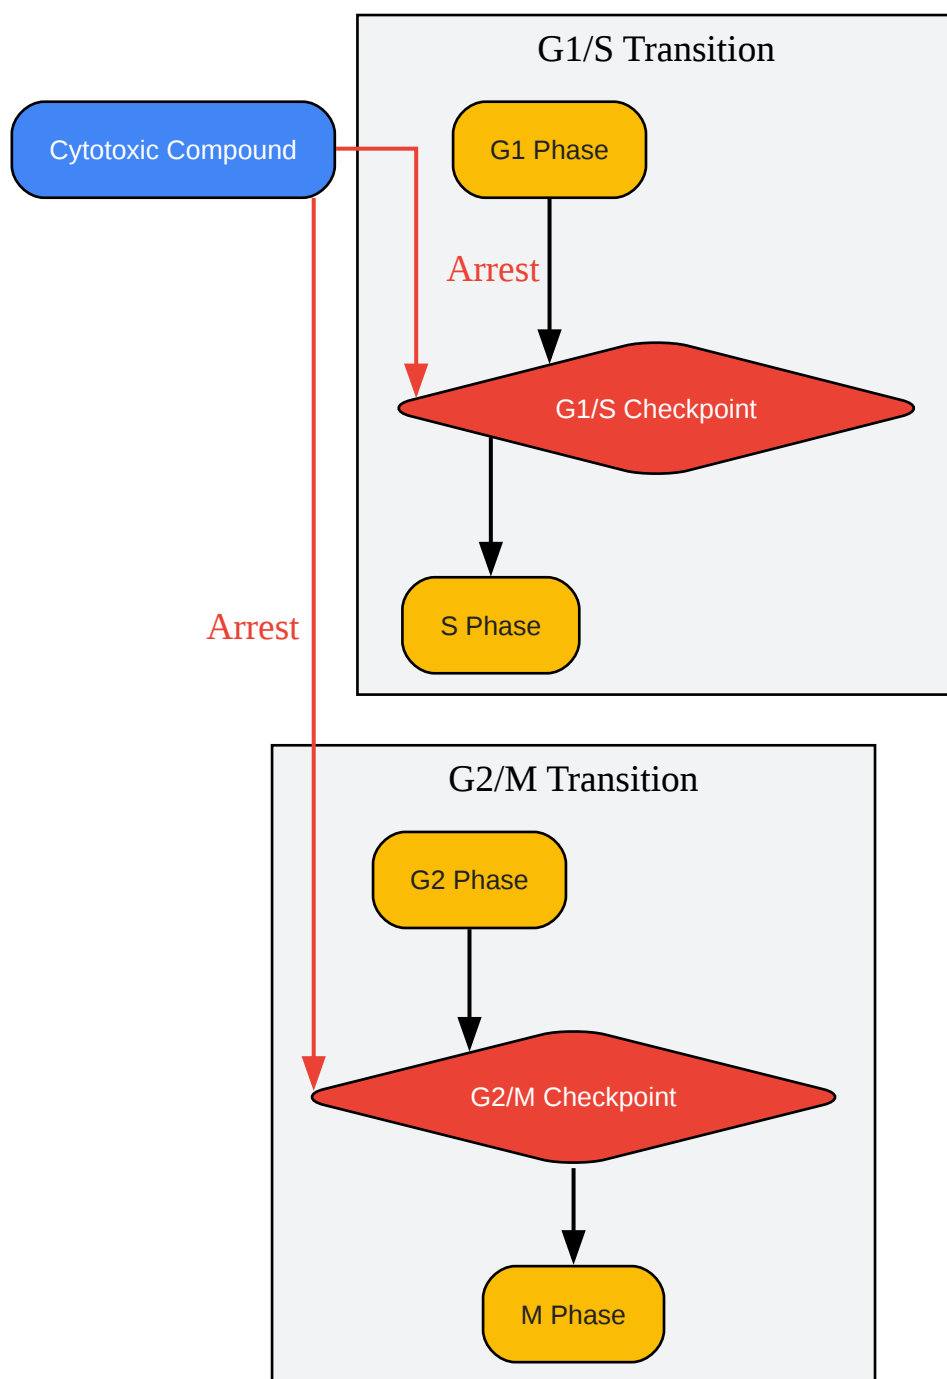 G1/S Transition
Cytotoxic Compound
G1 Phase
Arrest
G1/S Checkpoint
S Phase
Arrest
G2/M Transition
G2 Phase
G2/M Checkpoint
M Phase